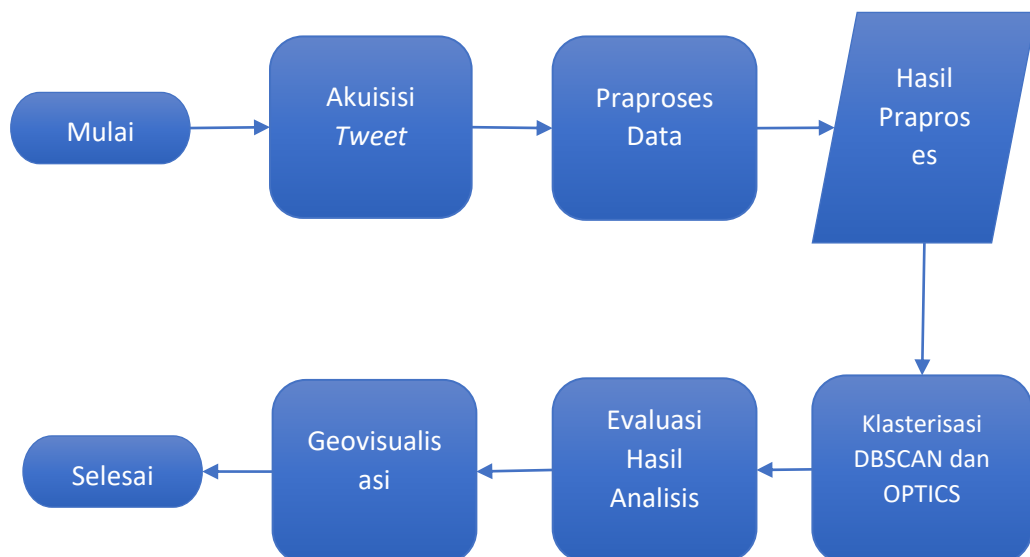 Mulai
Akuisisi
Tweet
Praproses
Data
Hasil
Prapros
es
Klasterisasi
DBSCAN dan
OPTICS
Evaluasi
Hasil
Analisis
Geovisualis
asi
Selesai